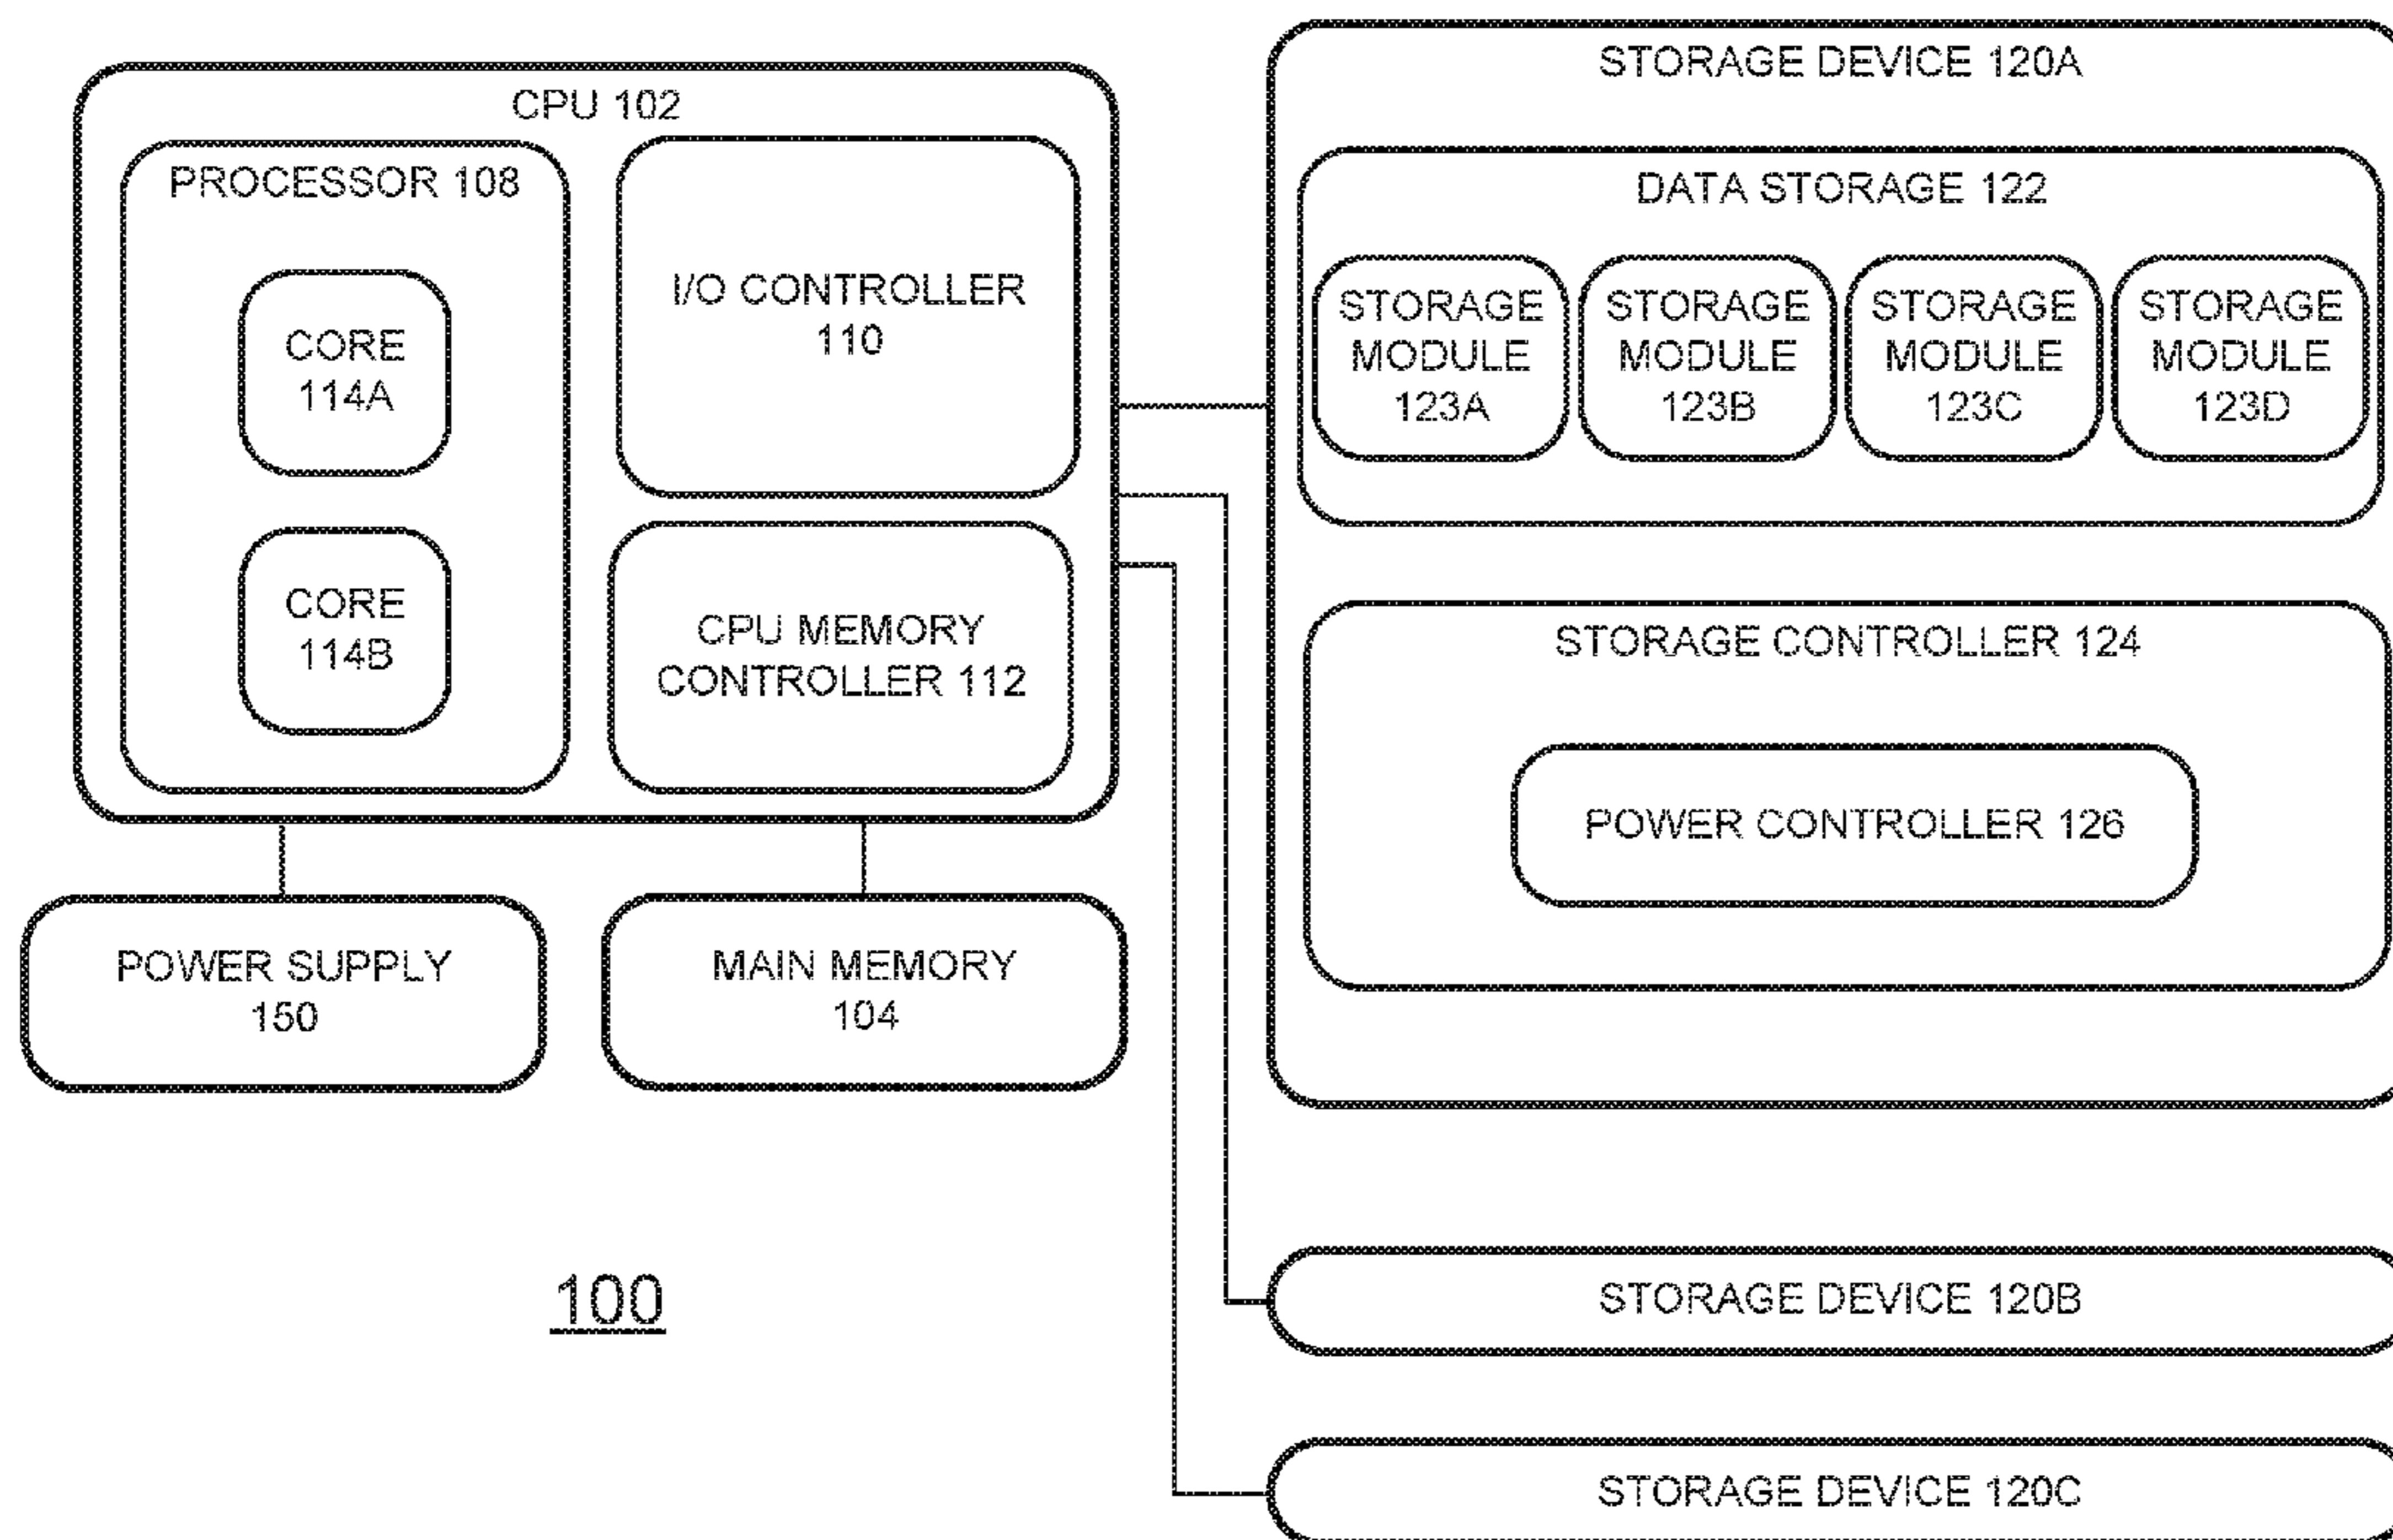 CPU 102
PROCESSOR 108
CORE
114A
CORE
114B
I/O CONTROLLER
110
CPU MEMORY
CONTROLLER 112
POWER SUPPLY
150
MAIN MEMORY
104
100
STORAGE DEVICE 120A
DATA STORAGE 122
STORAGE
MODULE
123A
STORAGE
MODULE
123B
STORAGE
MODULE
123C
STORAGE
MODULE
123D
STORAGE CONTROLLER 124
POWER CONTROLLER 126
STORAGE DEVICE 120B
STORAGE DEVICE 120C